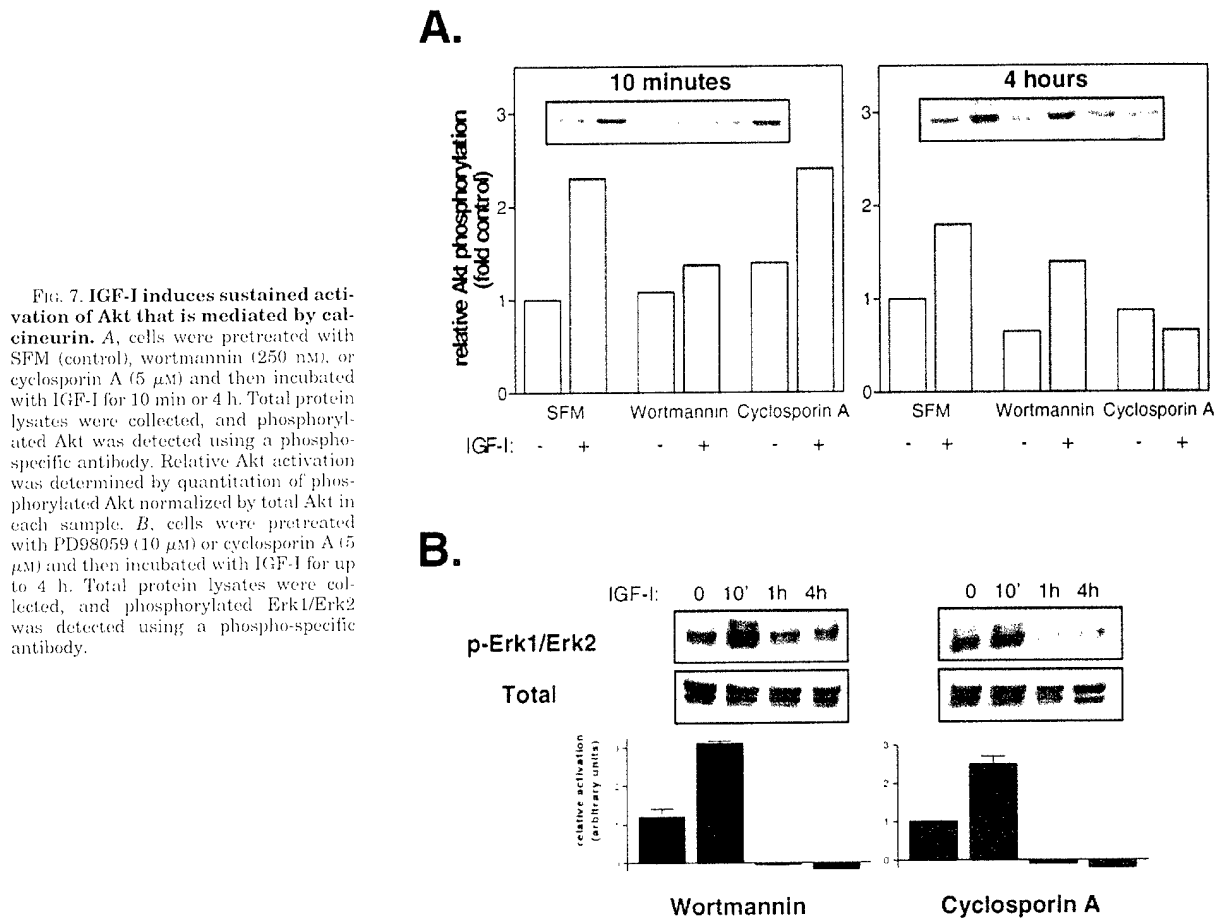 FIG. 7. IGF-I induces sustained acti-
vation of Akt that is mediated by cal-
cineurin. A, cells were pretreated with
SFM (control), wortmannin (250 nM), or
cyclosporin A (5 μM) and then incubated
with IGF-I for 10 min or 4 h. Total protein
lysates were collected, and phosphoryl-
ated Akt was detected using a phospho-
specific antibody. Relative Akt activation
was determined by quantitation of phos-
phorylated Akt normalized by total Akt in
each sample. B, cells were pretreated
with PD98059 (10 μM) or cyclosporin A (5
μM) and then incubated with IGF-I for up
to 4 h. Total protein lysates were col-
lected, and phosphorylated Erk1/Erk2
was detected using a phospho-specific
antibody.
A.
10 minutes
relative Akt phosphorylation
(fold control)
3
2
1
0
SFM Wortmannin Cyclosporin A
IGF-I: - + - + - +
4 hours
3
2
1
0
SFM Wortmannin Cyclosporin A
- + - + - +
B.
IGF-I: 0 10' 1h 4h
0 10' 1h 4h
p-Erk1/Erk2
Total
relative activation
(arbitrary units)
Wortmannin
3
2
1
0
Cyclosporin A